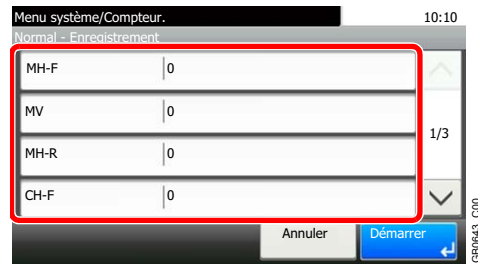 Menu système/Compteur. 10:10
Normal - Enregistrement
MH-F 0
MV 0
1/3
MH-R 0
CH-F 0
Annuler Démarrer
GB0643_C00